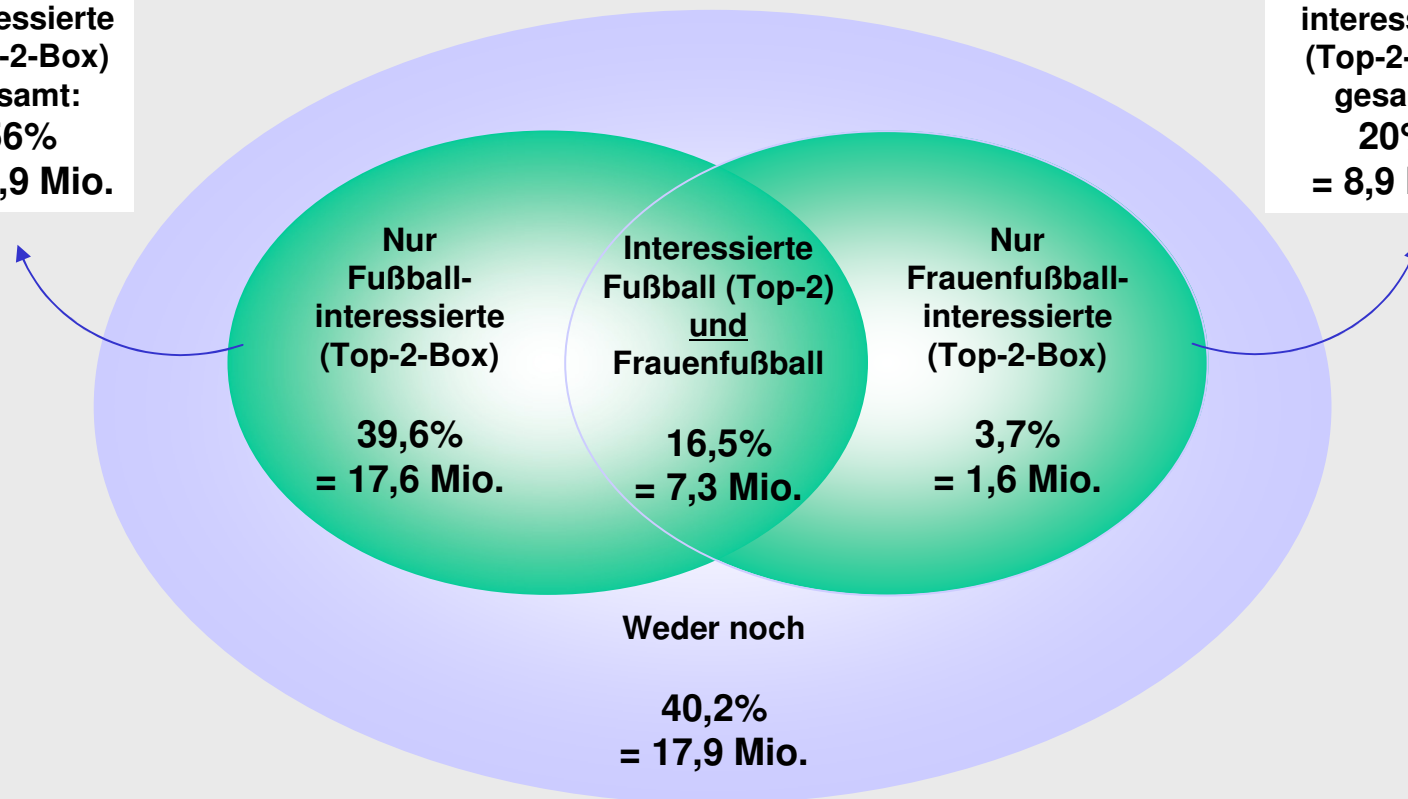 essierte
-2-Box)
samt:
6%
,9 Mio.
interess
(Top-2-
gesa
20%
= 8,9
Nur
Fußball-
interessierte
(Top-2-Box)
39,6%
= 17,6 Mio.
Interessierte
Fußball (Top-2)
und
Frauenfußball
16,5%
= 7,3 Mio.
Nur
Frauenfußball-
interessierte
(Top-2-Box)
3,7%
= 1,6 Mio.
Weder noch
40,2%
= 17,9 Mio.